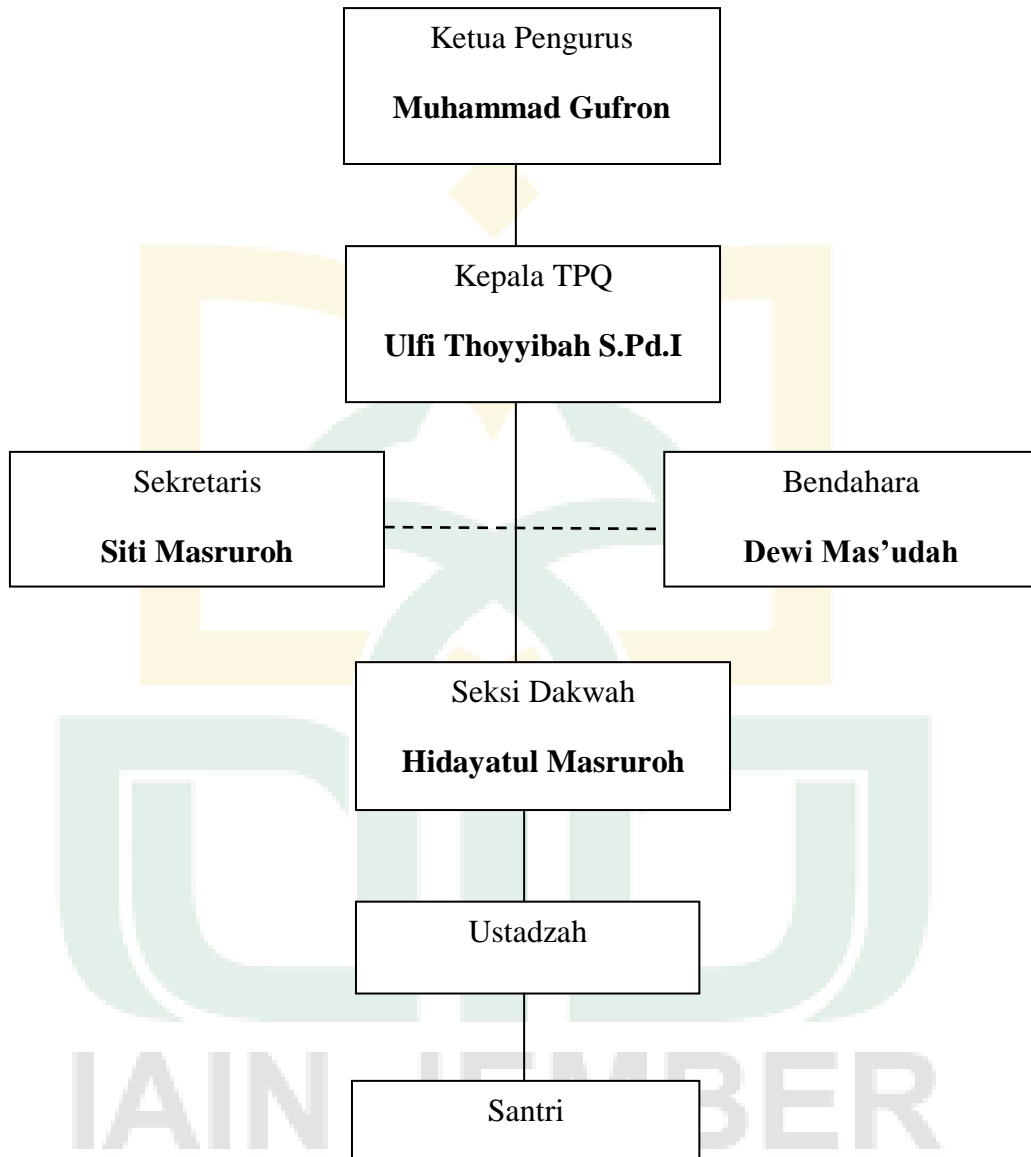 Ketua Pengurus
Muhammad Gufron
Kepala TPQ
Ulfi Thoyyibah S.Pd.I
Sekretaris
Siti Masruroh
Bendahara
Dewi Mas’udah
Seksi Dakwah
Hidayatul Masruroh
Ustadzah
Santri
IAIN JEMBER